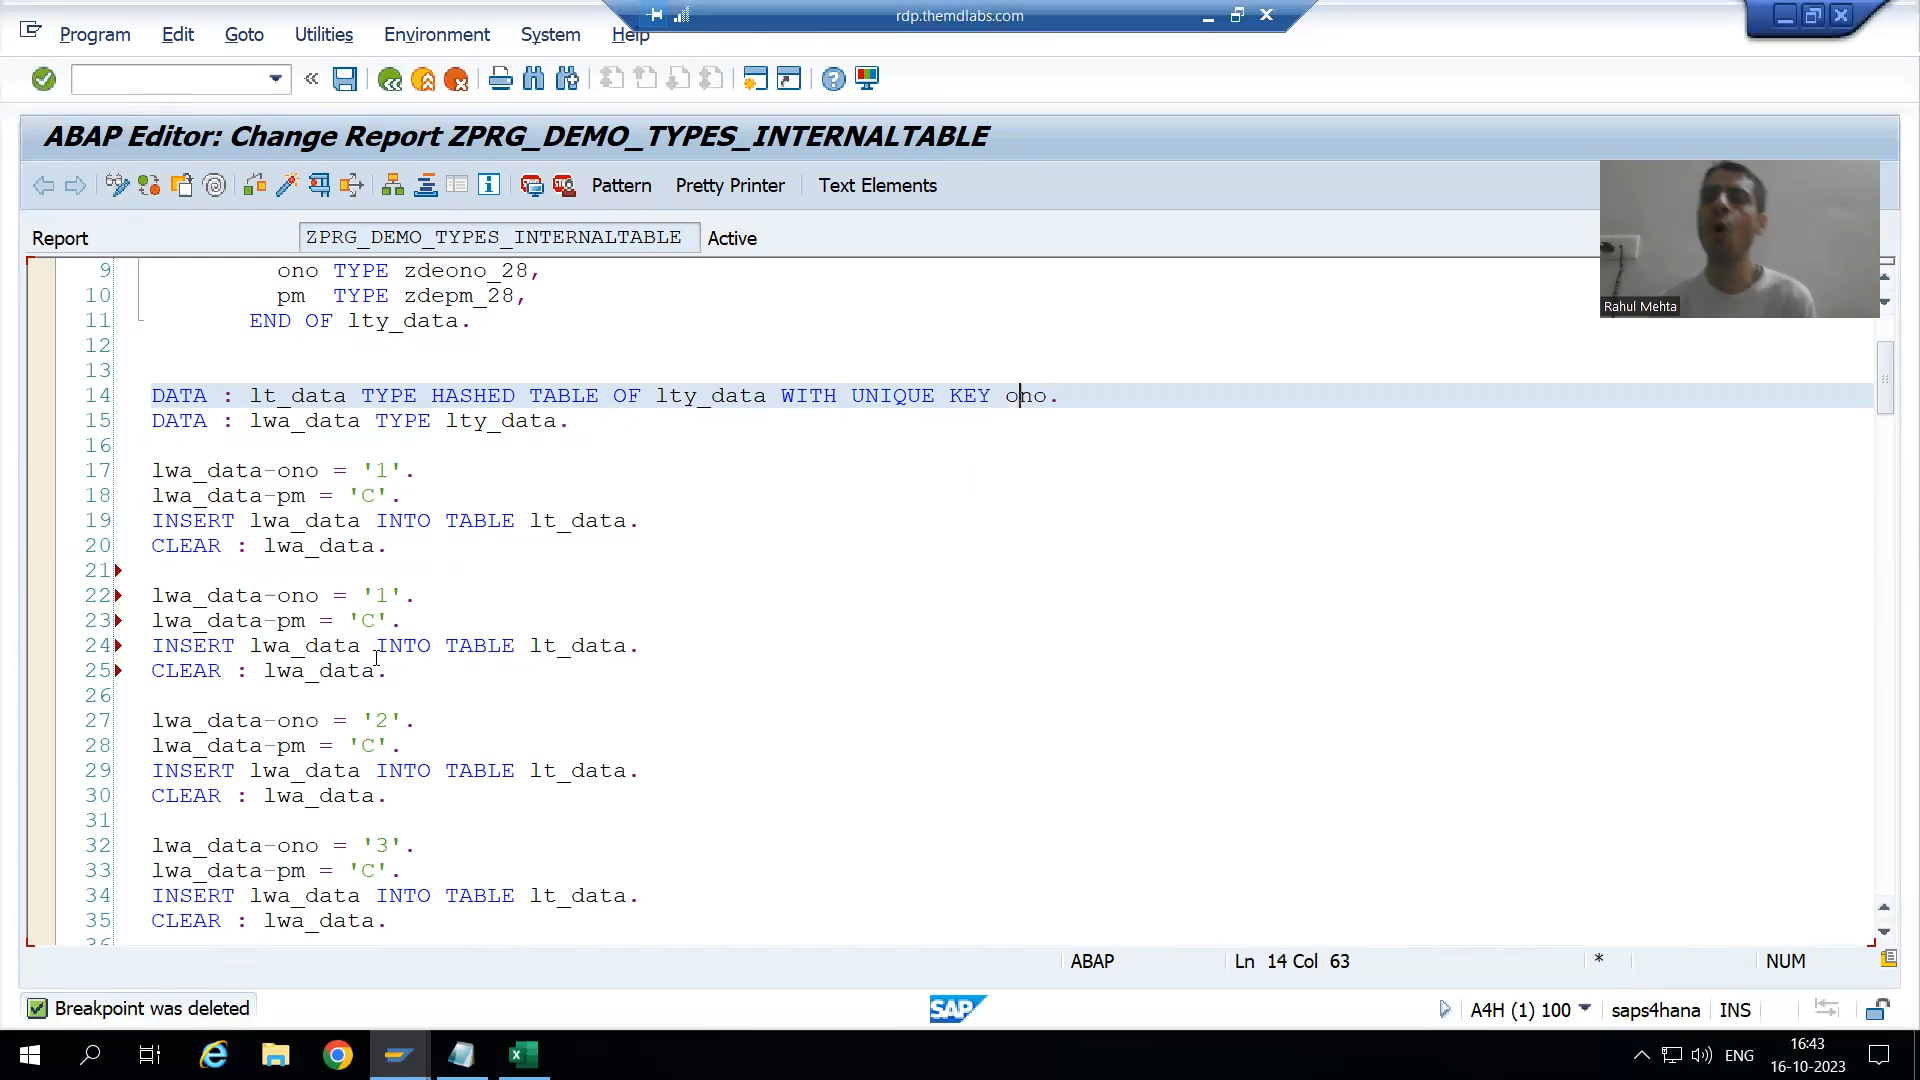 rdp.themdlabs.com
Program Edit Goto Utilities Environment System Help
ABAP Editor: Change Report ZPRG_DEMO_TYPES_INTERNALTABLE
Pattern Pretty Printer Text Elements
Report ZPRG_DEMO_TYPES_INTERNALTABLE Active
Rahul Mehta
9 ono TYPE zdeono_28,
10 pm TYPE zdepm_28,
11 END OF lty_data.
12
13
14 DATA : lt_data TYPE HASHED TABLE OF lty_data WITH UNIQUE KEY ono.
15 DATA : lwa_data TYPE lty_data.
16
17 lwa_data-ono = '1'.
18 lwa_data-pm = 'C'.
19 INSERT lwa_data INTO TABLE lt_data.
20 CLEAR : lwa_data.
21
22 lwa_data-ono = '1'.
23 lwa_data-pm = 'C'.
24 INSERT lwa_data INTO TABLE lt_data.
25 CLEAR : lwa_data.
26
27 lwa_data-ono = '2'.
28 lwa_data-pm = 'C'.
29 INSERT lwa_data INTO TABLE lt_data.
30 CLEAR : lwa_data.
31
32 lwa_data-ono = '3'.
33 lwa_data-pm = 'C'.
34 INSERT lwa_data INTO TABLE lt_data.
35 CLEAR : lwa_data.
36
ABAP Ln 14 Col 63 * NUM
Breakpoint was deleted SAP A4H (1) 100 saps4hana INS
ENG 16:43
16-10-2023